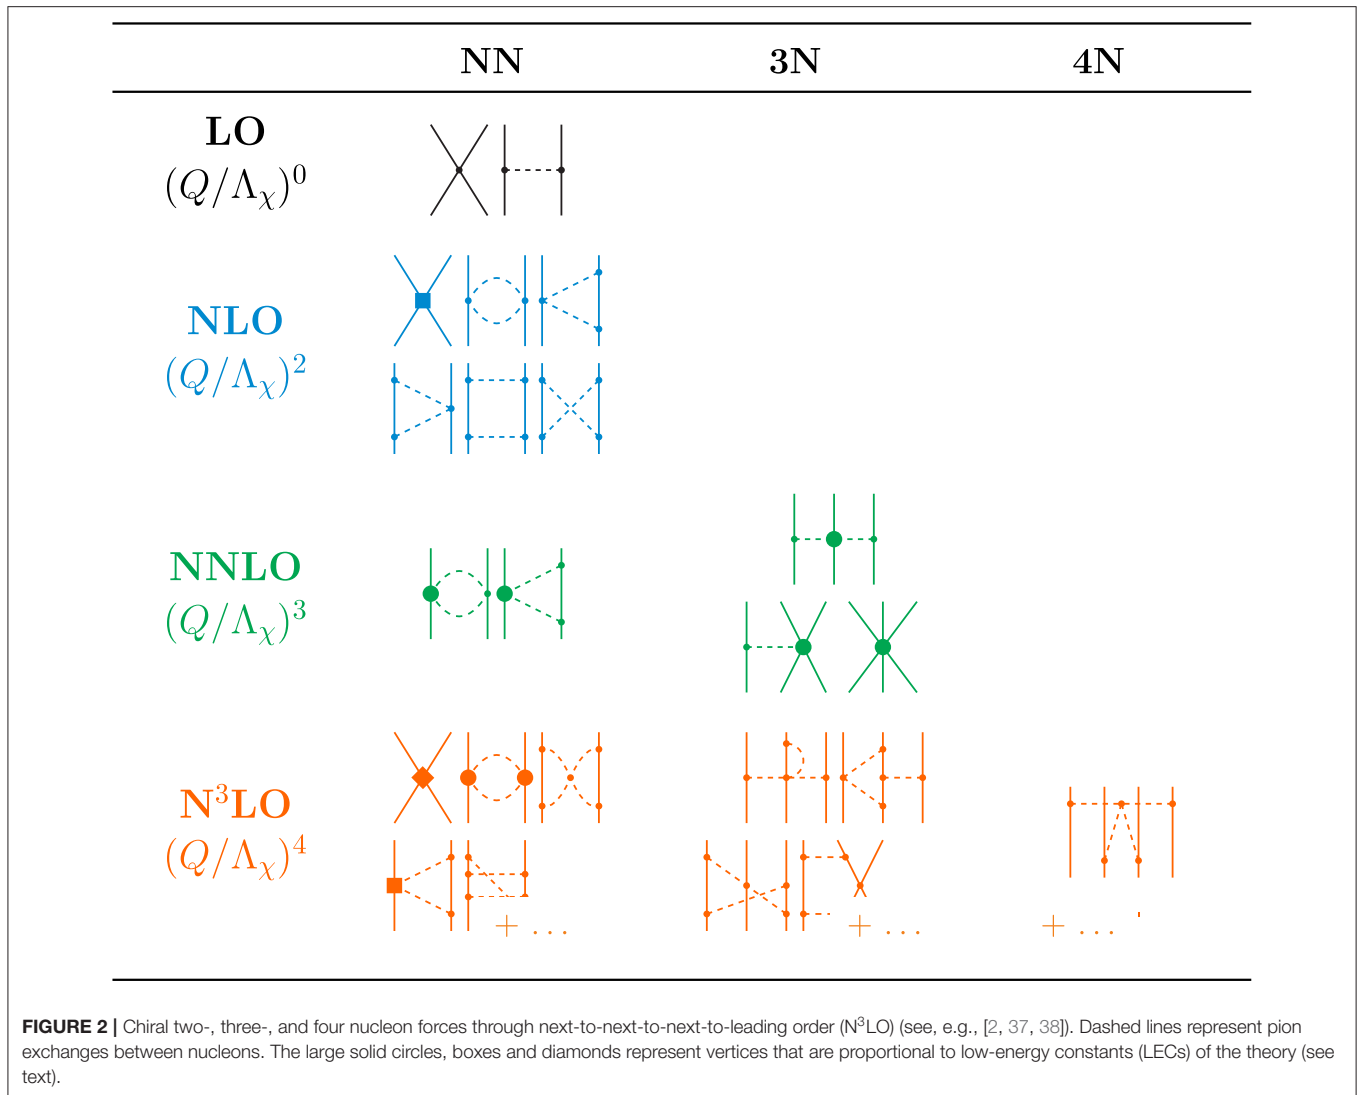 NN 3N 4N
LO
(Q/Λχ)^0
NLO
(Q/Λχ)^2
NNLO
(Q/Λχ)^3
N^3LO
(Q/Λχ)^4
+ ... + ... + ...
FIGURE 2 | Chiral two-, three-, and four nucleon forces through next-to-next-to-next-to-leading order (N3LO) (see, e.g., [2, 37, 38]). Dashed lines represent pion
exchanges between nucleons. The large solid circles, boxes and diamonds represent vertices that are proportional to low-energy constants (LECs) of the theory (see
text).